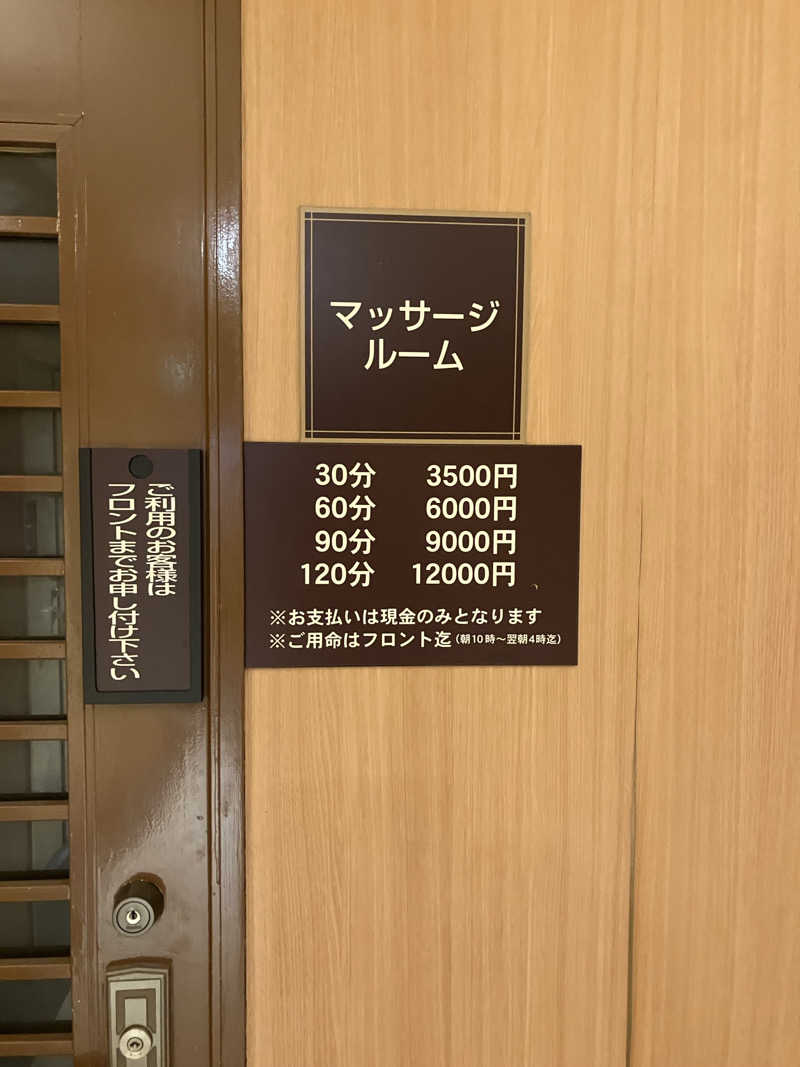 マッサージ
ルーム
30分 3500円
60分 6000円
90分 9000円
120分 12000円
※お支払いは現金のみとなります
※ご用命はフロント迄(朝10時～翌朝4時迄)
ご利用のお客様は
フロントまでお申し付け下さい